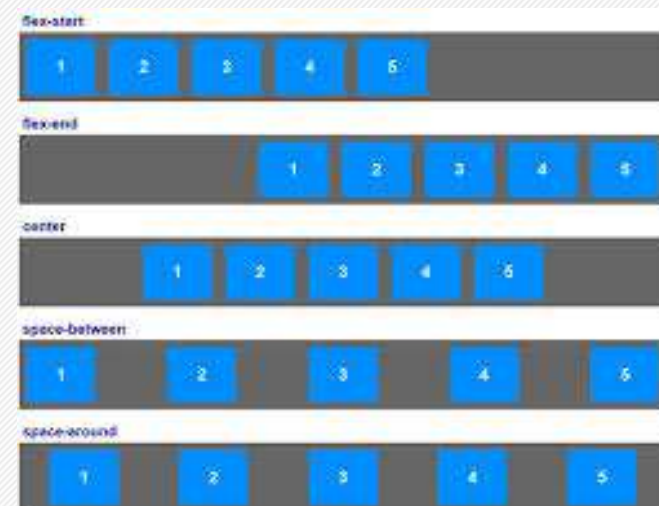 flex-start
1 2 3 4 5
flex-end
1 2 3 4 5
center
1 2 3 4 5
space-between
1 2 3 4 5
space-around
1 2 3 4 5